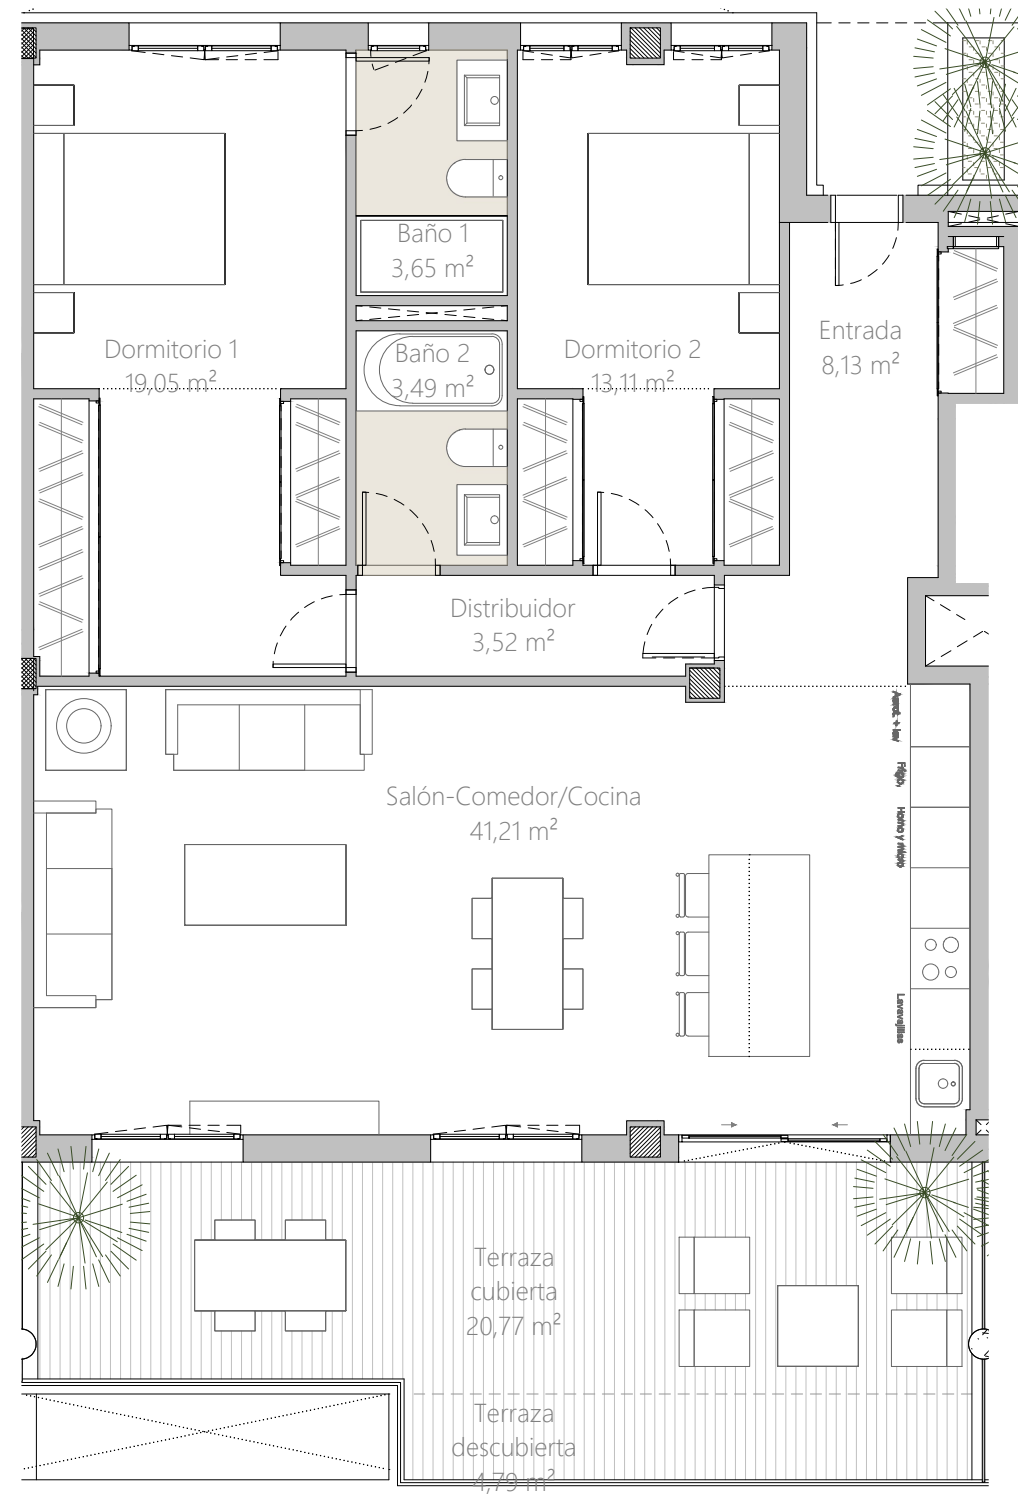 Baño 1
3,65 m²
Dormitorio 1
19,05 m²
Baño 2
3,49 m²
Dormitorio 2
13,11 m²
Entrada
8,13 m²
Distribuidor
3,52 m²
Salón-Comedor/Cocina
41,21 m²
Horno y micro
Lavavajillas
Terraza
cubierta
20,77 m²
Terraza
descubierta
4,79 m²